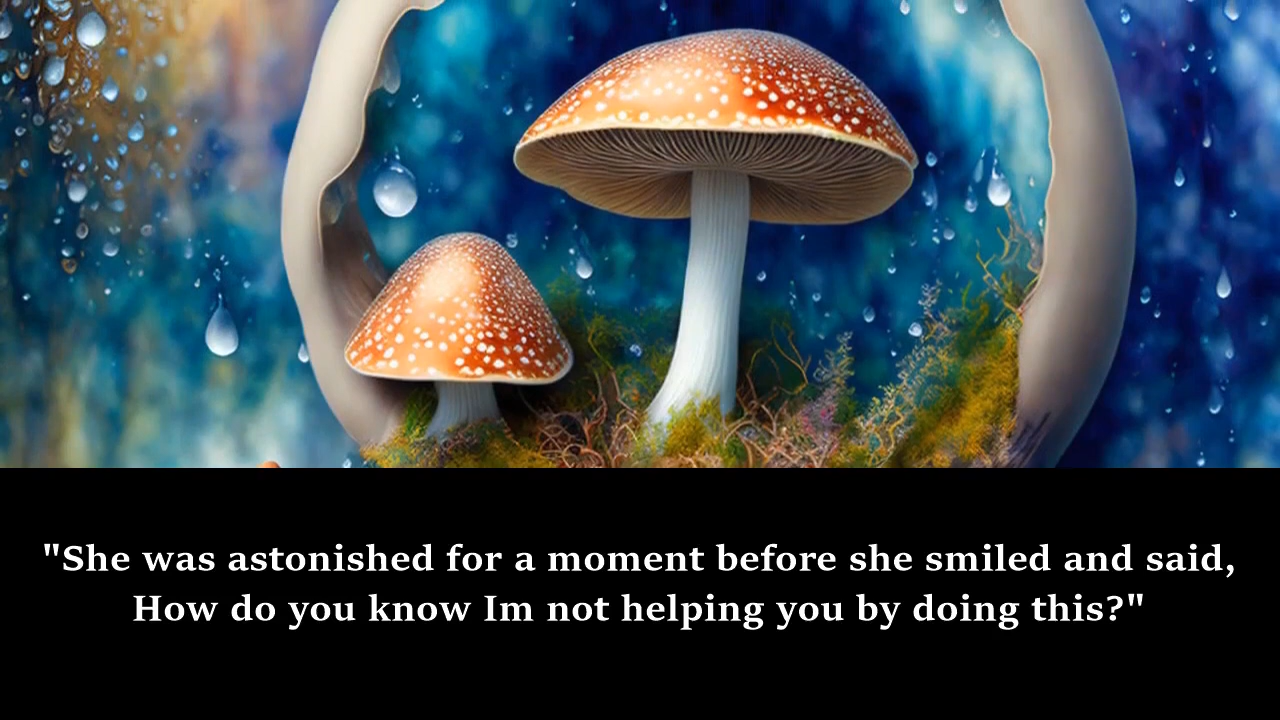 "She was astonished for a moment before she smiled and said,
How do you know Im not helping you by doing this?"